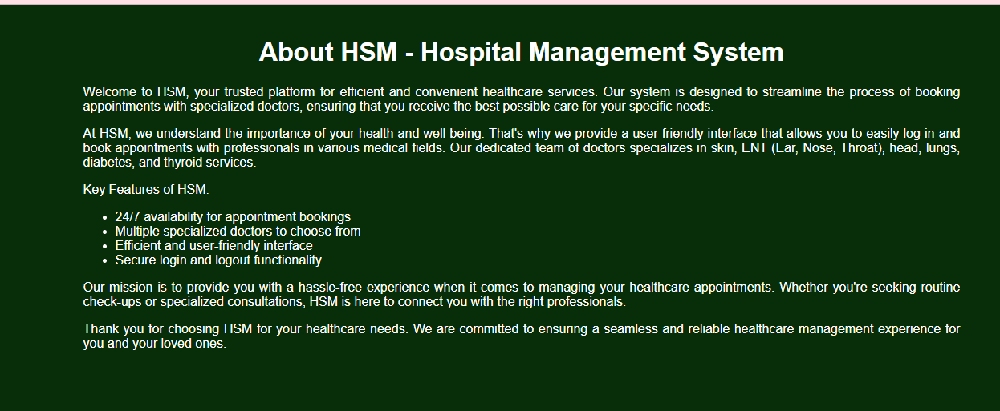 About HSM - Hospital Management System
Welcome to HSM, your trusted platform for efficient and convenient healthcare services. Our system is designed to streamline the process of booking
appointments with specialized doctors, ensuring that you receive the best possible care for your specific needs.
At HSM, we understand the importance of your health and well-being. That's why we provide a user-friendly interface that allows you to easily log in and
book appointments with professionals in various medical fields. Our dedicated team of doctors specializes in skin, ENT (Ear, Nose, Throat), head, lungs,
diabetes, and thyroid services.
Key Features of HSM:
• 24/7 availability for appointment bookings
• Multiple specialized doctors to choose from
• Efficient and user-friendly interface
• Secure login and logout functionality
Our mission is to provide you with a hassle-free experience when it comes to managing your healthcare appointments. Whether you're seeking routine
check-ups or specialized consultations, HSM is here to connect you with the right professionals.
Thank you for choosing HSM for your healthcare needs. We are committed to ensuring a seamless and reliable healthcare management experience for
you and your loved ones.